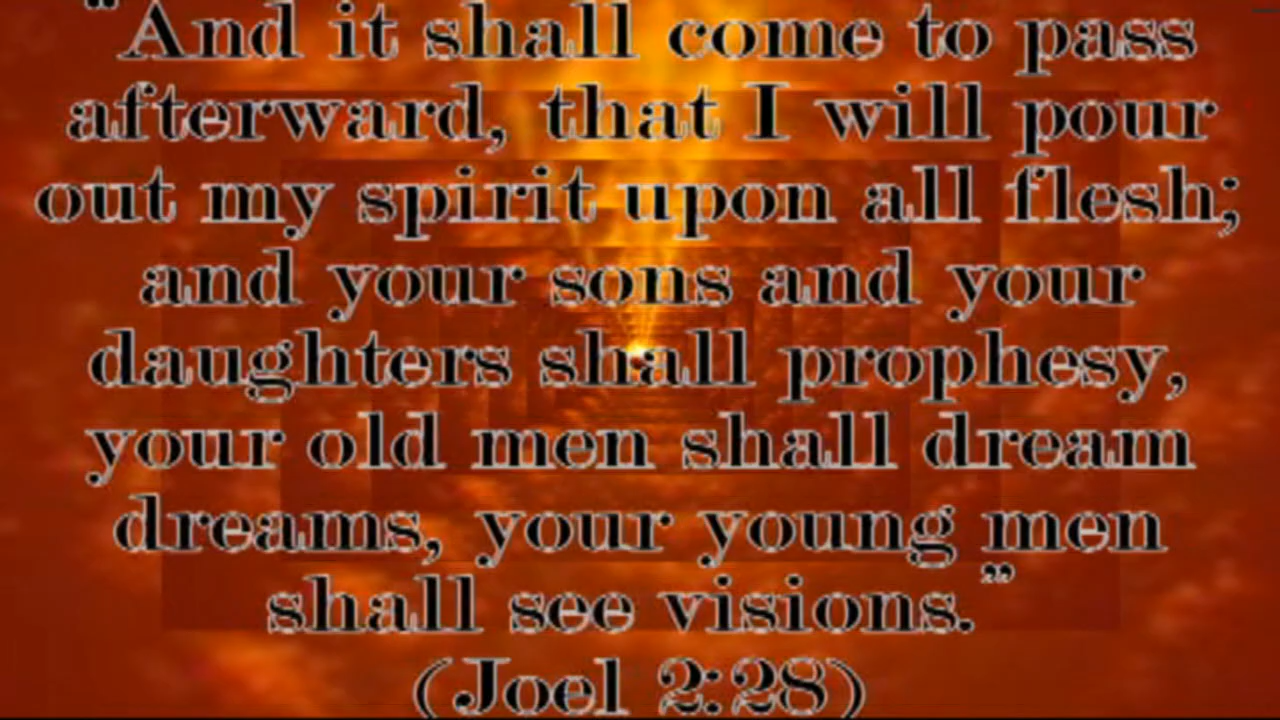 "And it shall come to pass
afterward, that I will pour
out my spirit upon all flesh;
and your sons and your
daughters shall prophesy,
your old men shall dream
dreams, your young men
shall see visions.”
(Joel 2:28)